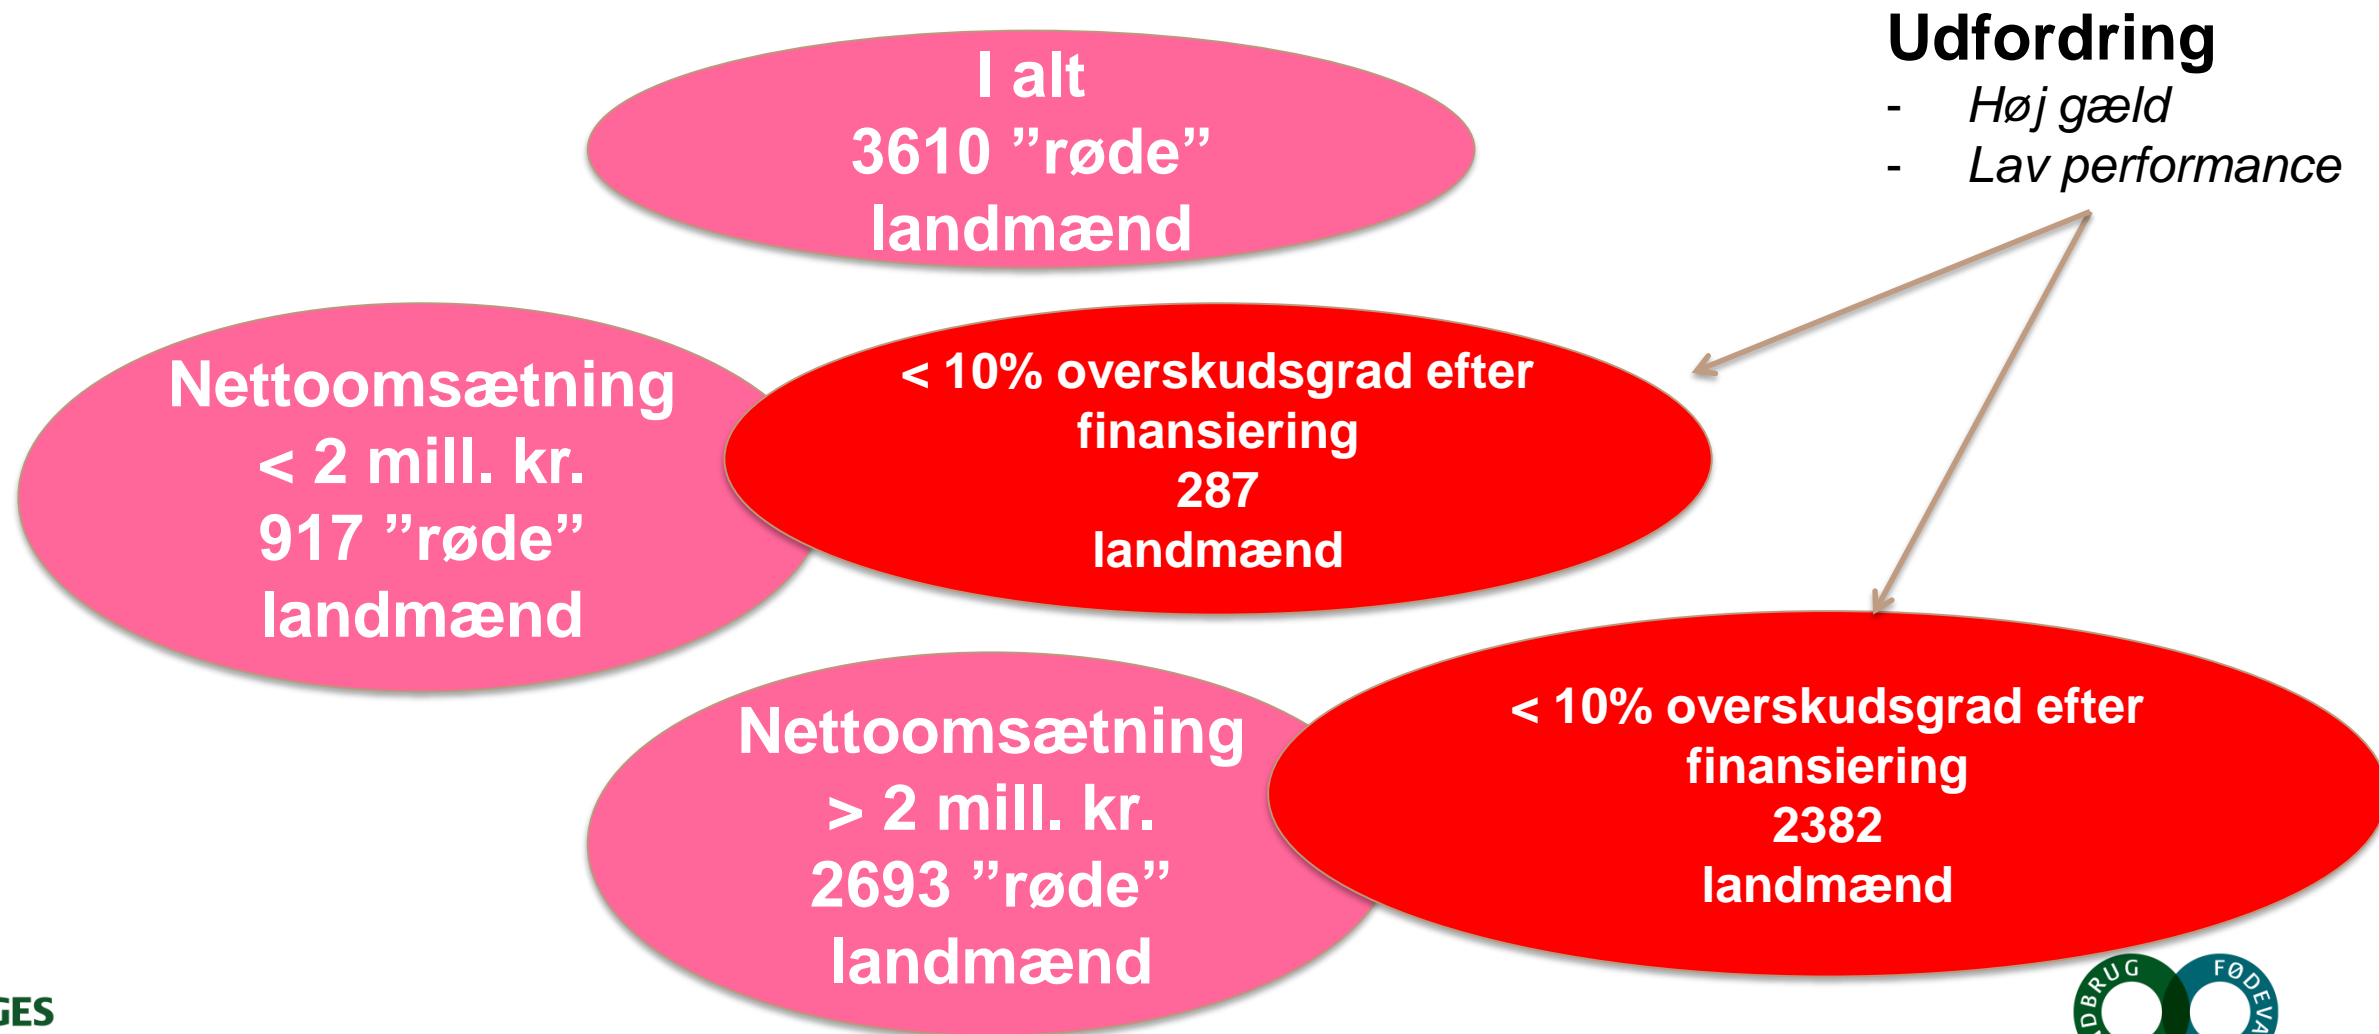 Udfordring
- Høj gæld
- Lav performance
I alt
3610 ”røde”
landmænd
Nettoomsætning
< 2 mill. kr.
917 ”røde”
landmænd
< 10% overskudsgrad efter
finansiering
287
landmænd
Nettoomsætning
> 2 mill. kr.
2693 ”røde”
landmænd
< 10% overskudsgrad efter
finansiering
2382
landmænd